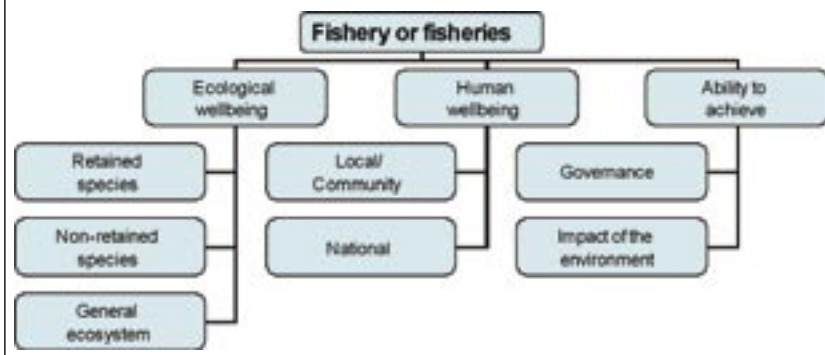 Fishery or fisheries
Ecological
wellbeing
Human
wellbeing
Ability to
achieve
Retained
species
Local/
Community
Governance
Non-retained
species
National
Impact of the
environment
General
ecosystem